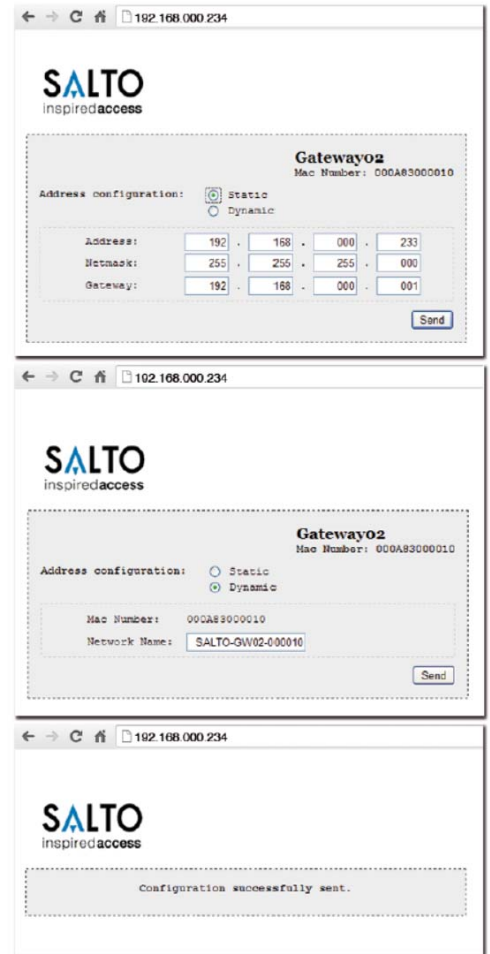 192.168.000.234
SALTO
inspiredaccess
Gateway02
Mac Number: 000A83000010
Address configuration:
Static
Dynamic
Address: 192 . 168 . 000 . 233
Netmask: 255 . 255 . 255 . 000
Gateway: 192 . 168 . 000 . 001
Send
192.168.000.234
SALTO
inspiredaccess
Gateway02
Mac Number: 000A83000010
Address configuration:
Static
Dynamic
Mac Number: 000A83000010
Network Name: SALTO-GW02-000010
Send
192.168.000.234
SALTO
inspiredaccess
Configuration successfully sent.